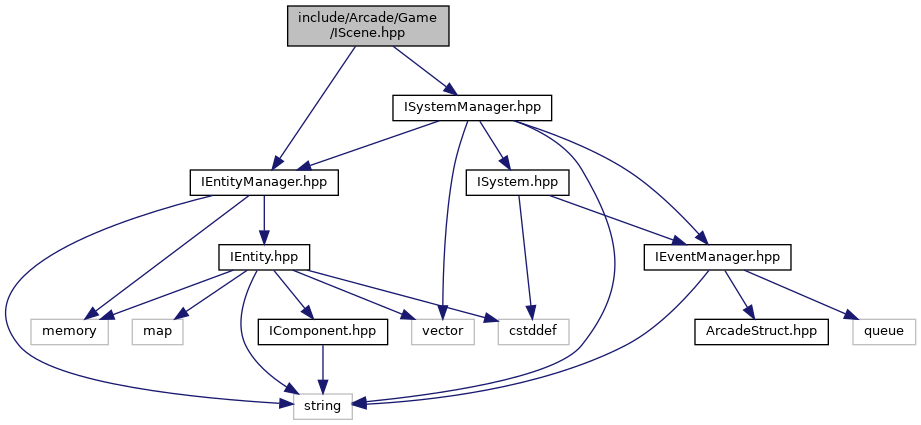 include/Arcade/Game
/IScene.hpp
ISystemManager.hpp
IEntityManager.hpp
ISystem.hpp
IEntity.hpp
IEventManager.hpp
memory
map
IComponent.hpp
vector
cstddef
ArcadeStruct.hpp
queue
string